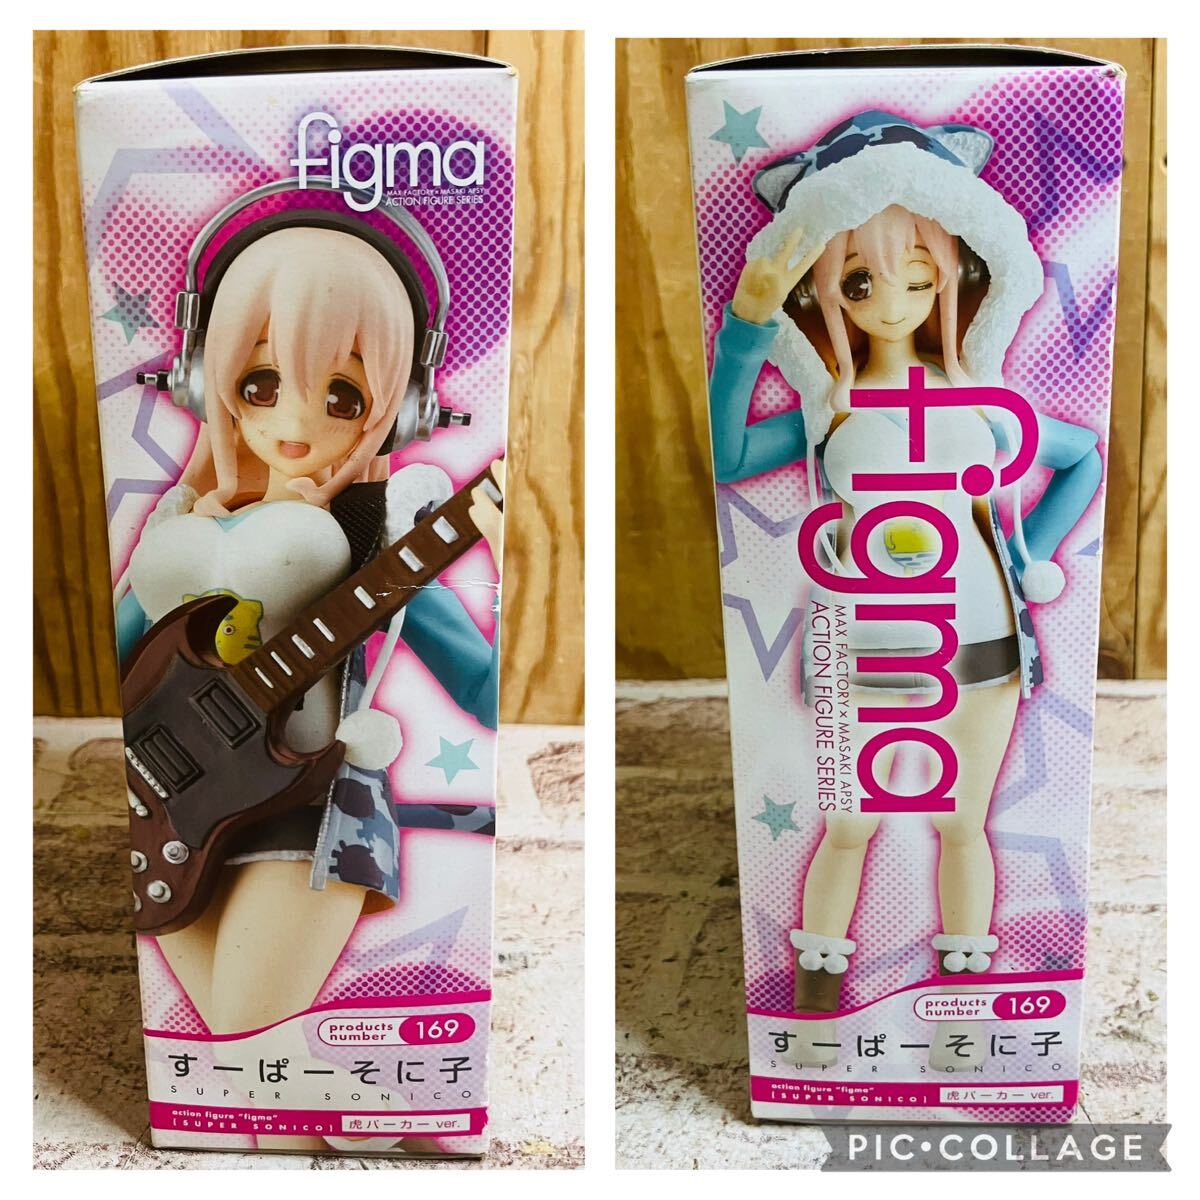 figma
MAX FACTORY×MASAKI APSY
ACTION FIGURE SERIES
products
number
169
すーぱーそに子
SUPER SONICO
action figure "figma"
[SUPER SONICO]
虎パーカー ver.
figma
MAX FACTORY×MASAKI APSY
ACTION FIGURE SERIES
products
number
169
すーぱーそに子
SUPER SONICO
action figure "figma"
[SUPER SONICO]
虎パーカー ver.
PIC•COLLAGE